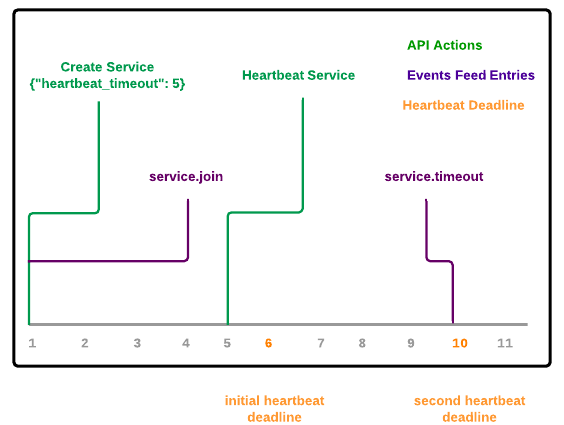 API Actions
Create Service
{"heartbeat_timeout": 5}
Heartbeat Service
Events Feed Entries
Heartbeat Deadline
service.join
service.timeout
1 2 3 4 5 6 7 8 9 10 11
initial heartbeat
deadline
second heartbeat
deadline